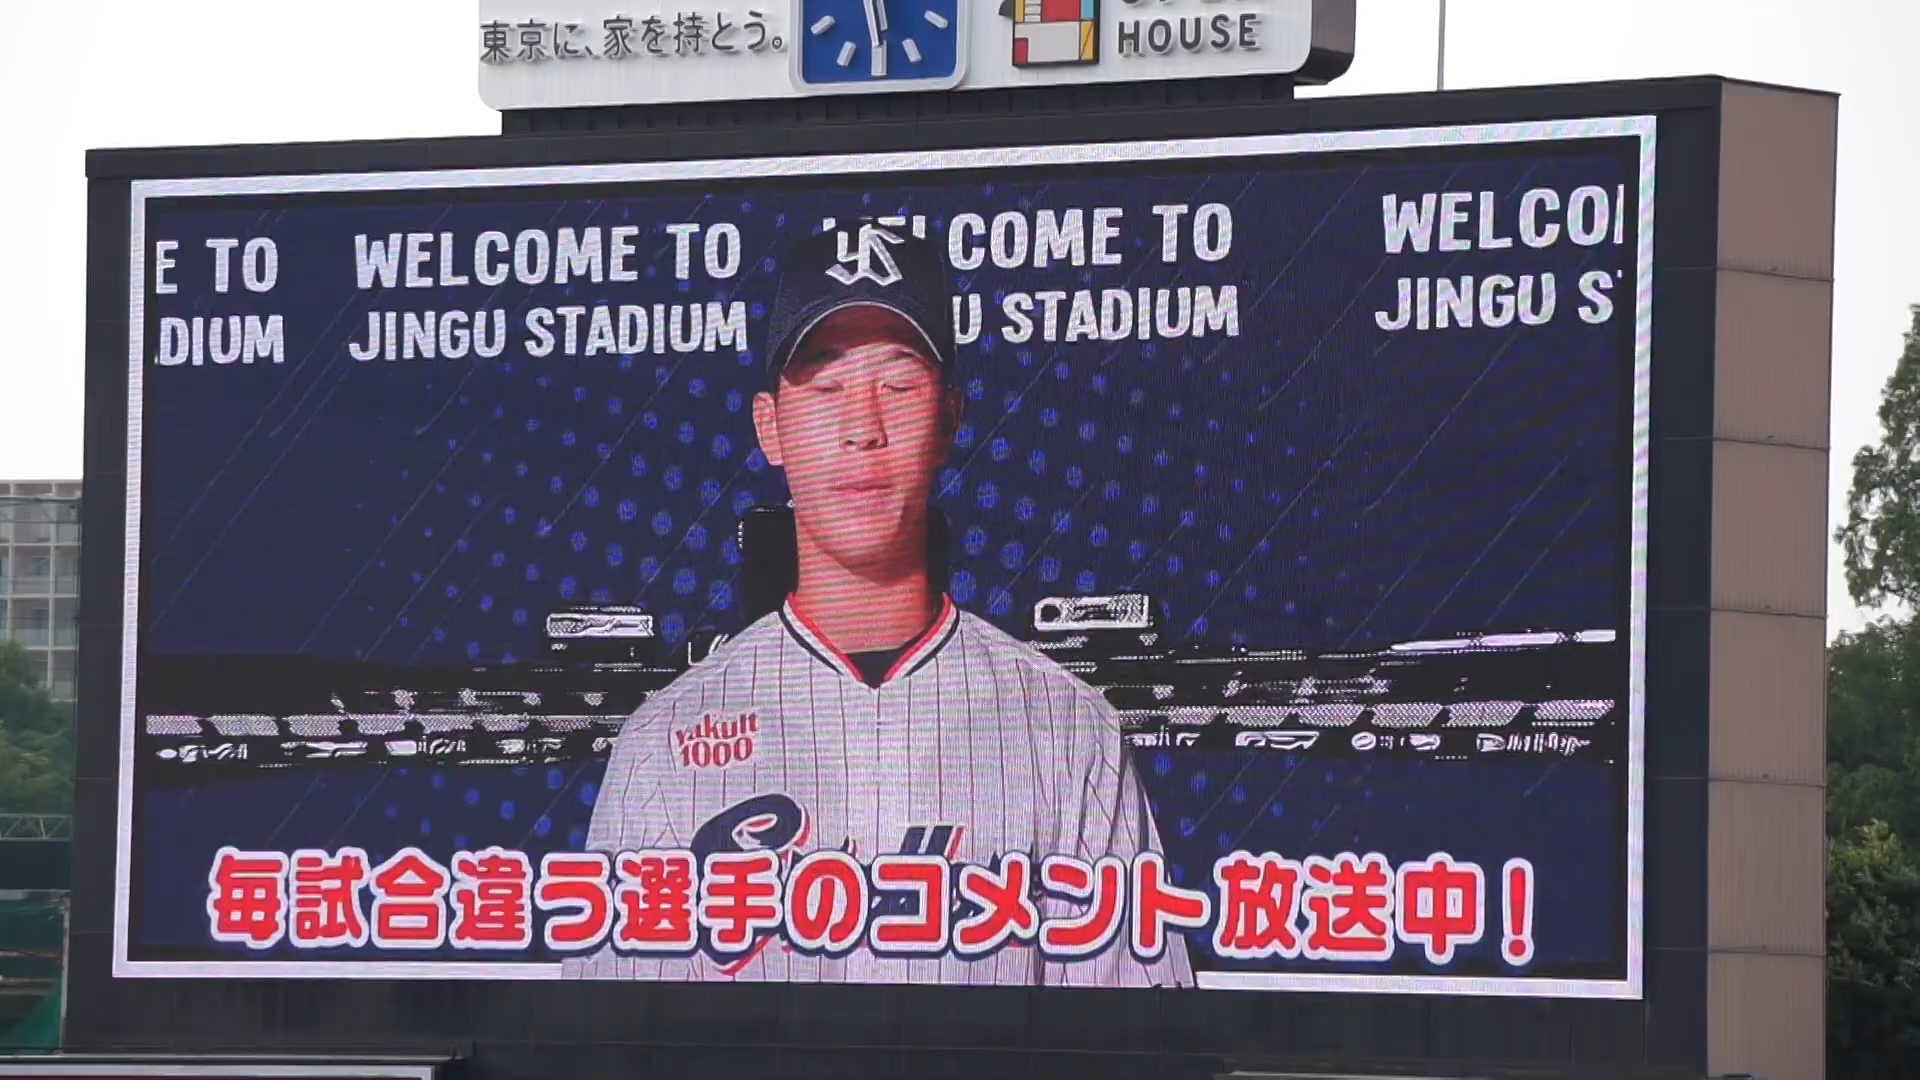 東京に、家を持とう。
HOUSE
E TO
DIUM
WELCOME TO
JINGU STADIUM
COME TO
U STADIUM
WELCO
JINGU S
YS
yakult
1000
毎試合違う選手のコメント放送中!